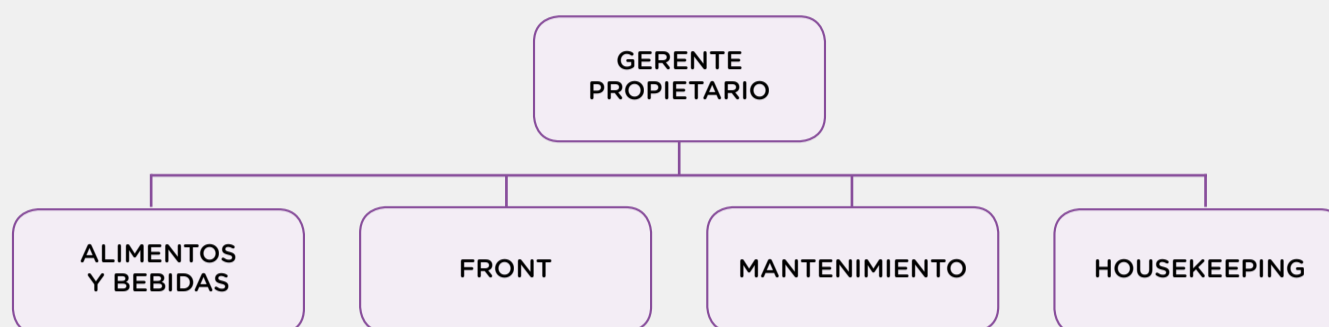 GERENTE
PROPIETARIO
ALIMENTOS
Y BEBIDAS
FRONT
MANTENIMIENTO
HOUSEKEEPING